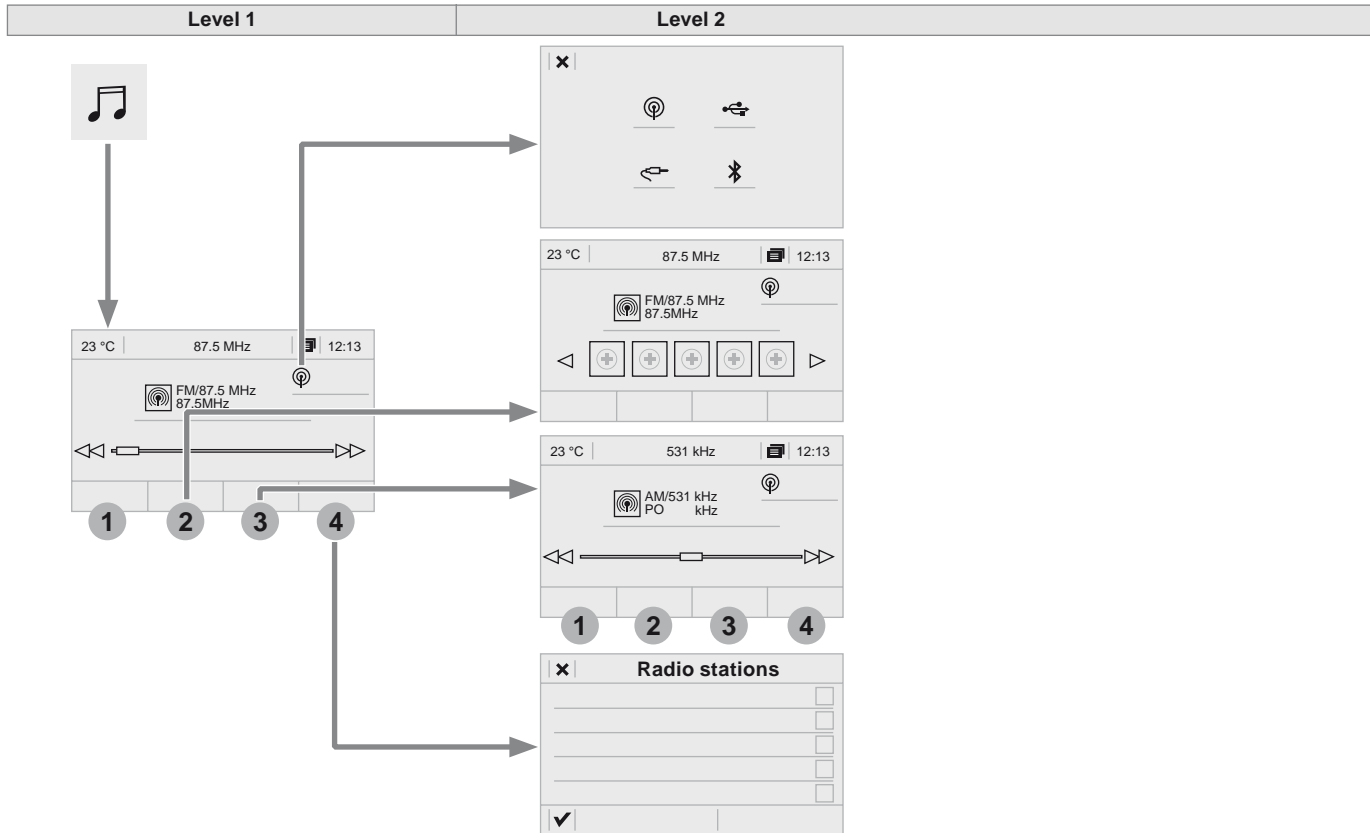 Level 1 Level 2
23 °C 87.5 MHz 12:13
FM/87.5 MHz
87.5MHz
1 2 3 4
23 °C 87.5 MHz 12:13
FM/87.5 MHz
87.5MHz
23 °C 531 kHz 12:13
AM/531 kHz
PO kHz
1 2 3 4
Radio stations